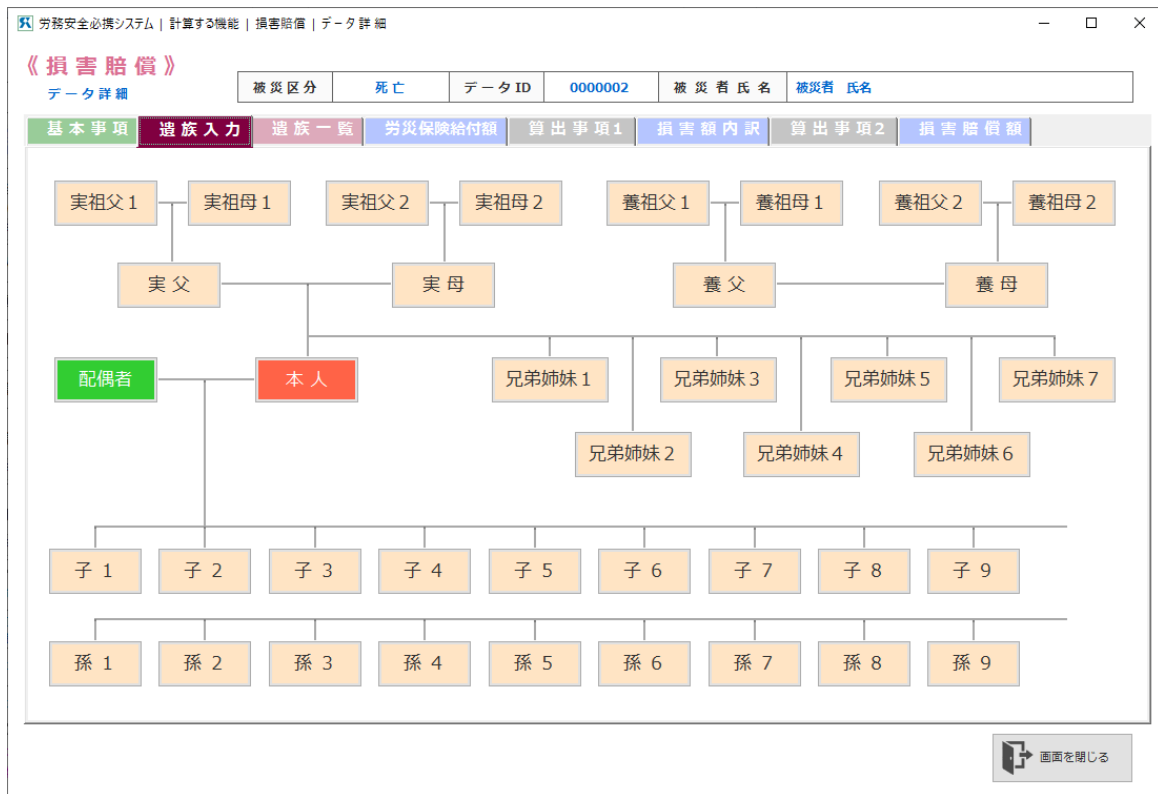 労務安全必携システム | 計算する機能 | 損害賠償 | データ詳細
《損害賠償》
データ詳細
被災区分 死亡 データID 0000002 被災者氏名 被災者 氏名
基本事項 遺族入力 遺族一覧 労災保険給付額 算出事項1 損害額内訳 算出事項2 損害賠償額
実祖父1 実祖母1 実祖父2 実祖母2 養祖父1 養祖母1 養祖父2 養祖母2
実父 実母 養父 養母
配偶者 本人 兄弟姉妹1 兄弟姉妹3 兄弟姉妹5 兄弟姉妹7
兄弟姉妹2 兄弟姉妹4 兄弟姉妹6
子1 子2 子3 子4 子5 子6 子7 子8 子9
孫1 孫2 孫3 孫4 孫5 孫6 孫7 孫8 孫9
画面を閉じる